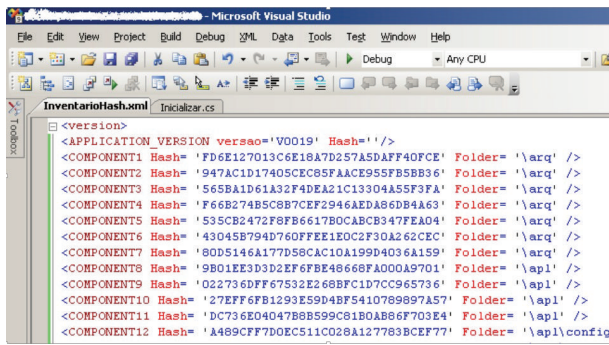 - Microsoft Visual Studio
File Edit View Project Build Debug XML Data Tools Test Window Help
Debug Any CPU
InventarioHash.xml Inicializar.cs
Toolbox
<version>
<APPLICATION_VERSION versao='V0019' Hash=''/>
<COMPONENT1 Hash= 'FD6E127013C6E18A7D257A5DAFF40FCE' Folder= '\arq' />
<COMPONENT2 Hash= '947AC1D17405CEC85FAACE955FB5BB36' Folder= '\arq' />
<COMPONENT3 Hash= '565BA1D61A32F4DEA21C13304A55F3FA' Folder= '\arq' />
<COMPONENT4 Hash= 'F66B274B5C8B7CEF2946AEDA86DB4A63' Folder= '\arq' />
<COMPONENT5 Hash= '535CB2472F8FB6617B0CABCB347FEA04' Folder= '\arq' />
<COMPONENT6 Hash= '43045B794D760FFEE1E0C2F30A262CEC' Folder= '\arq' />
<COMPONENT7 Hash= '80D5146A177D58CAC10A199D4036A159' Folder= '\arq' />
<COMPONENT8 Hash= '9B01EE3D3D2EF6FBE48668FA000A9701' Folder= '\apl' />
<COMPONENT9 Hash= '022736DFF67532E268BFC1D7CC965736' Folder= '\apl' />
<COMPONENT10 Hash= '27EFF6FB1293E59D4BF5410789897A57' Folder= '\apl' />
<COMPONENT11 Hash= 'DC736E04047B8B599C81B0AB86F703E4' Folder= '\apl' />
<COMPONENT12 Hash= 'A489CFF7D0EC511C028A127783BCEF77' Folder= '\apl\config